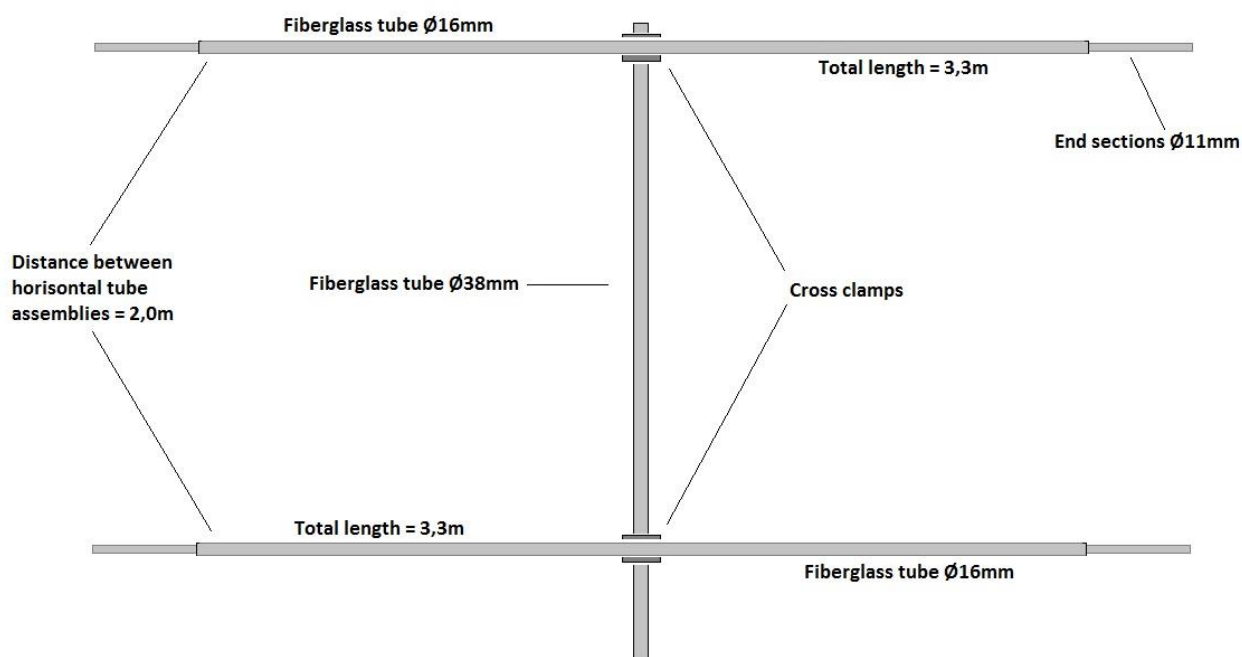 Fiberglass tube Ø16mm
Total length = 3,3m
End sections Ø11mm
Distance between
horisontal tube
assemblies = 2,0m
Fiberglass tube Ø38mm
Cross clamps
Total length = 3,3m
Fiberglass tube Ø16mm